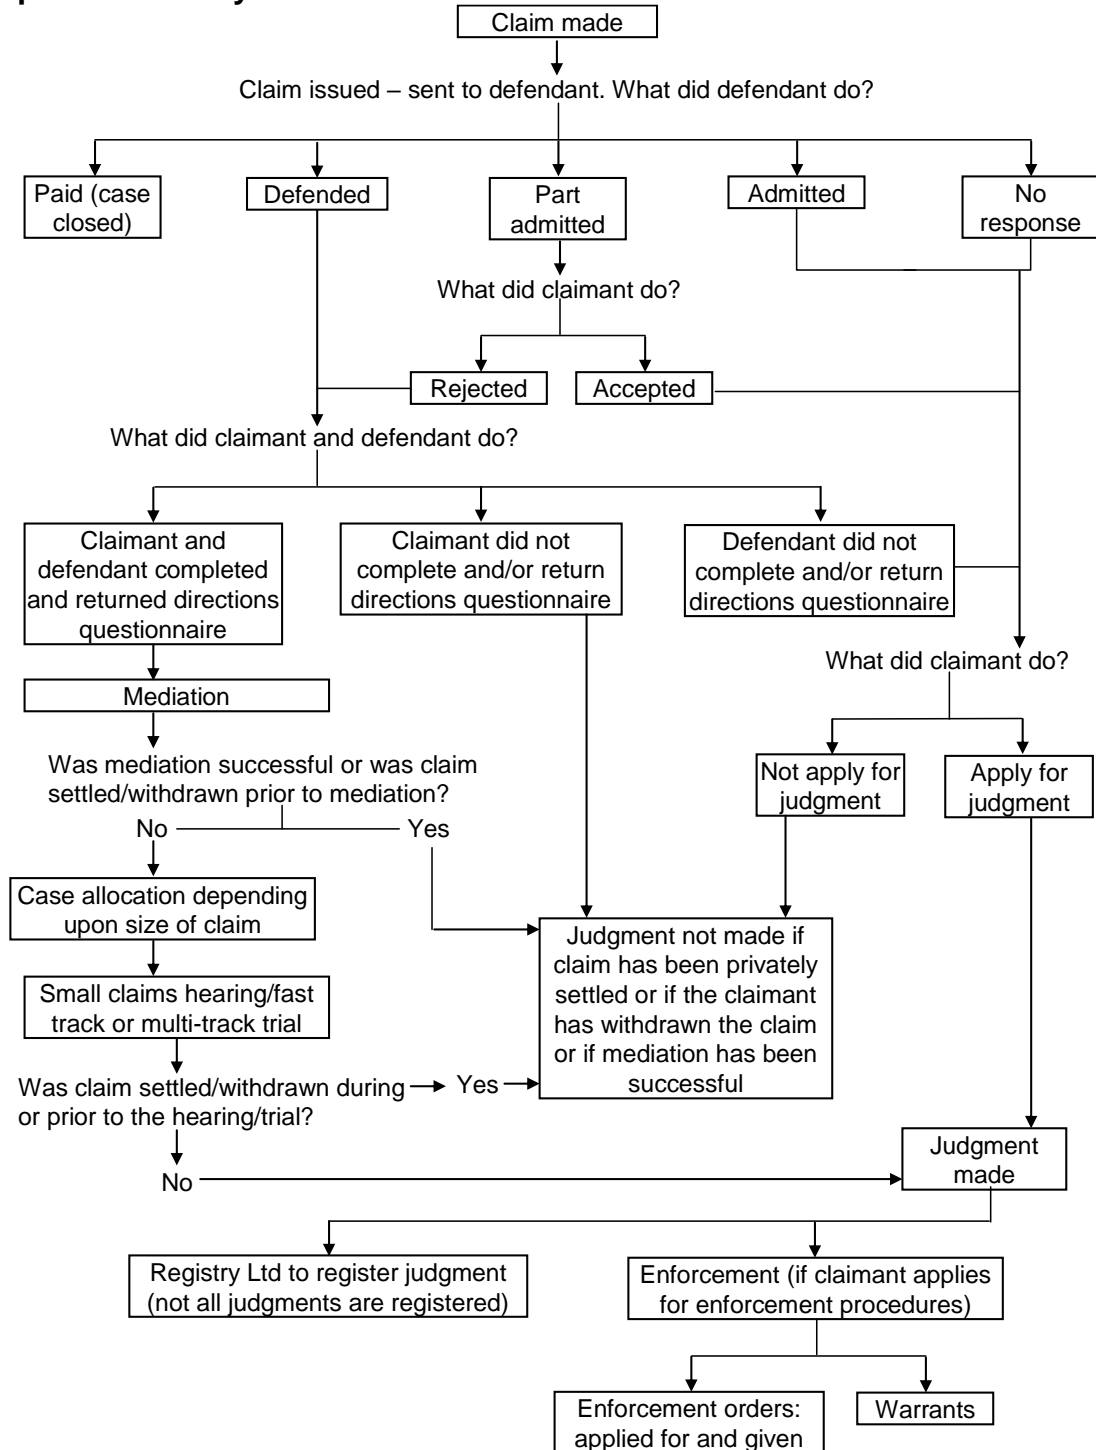 Claim made
Claim issued – sent to defendant. What did defendant do?
Paid (case
closed)
Defended
Part
admitted
Admitted
No
response
What did claimant do?
Rejected
Accepted
What did claimant and defendant do?
Claimant and
defendant completed
and returned directions
questionnaire
Claimant did not
complete and/or return
directions questionnaire
Defendant did not
complete and/or return
directions questionnaire
What did claimant do?
Mediation
Was mediation successful or was claim
settled/withdrawn prior to mediation?
Not apply for
judgment
Apply for
judgment
No
Yes
Case allocation depending
upon size of claim
Judgment not made if
claim has been privately
settled or if the claimant
has withdrawn the claim
or if mediation has been
successful
Small claims hearing/fast
track or multi-track trial
Was claim settled/withdrawn during
or prior to the hearing/trial?
Yes
No
Judgment
made
Registry Ltd to register judgment
(not all judgments are registered)
Enforcement (if claimant applies
for enforcement procedures)
Enforcement orders:
applied for and given
Warrants